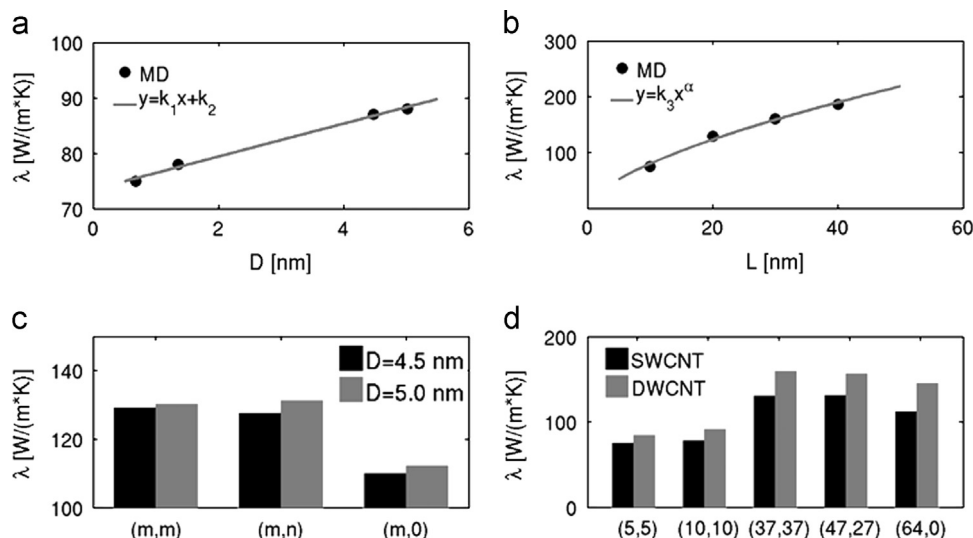 a
100
90
80
70
λ [W/(m*K)]
MD
y=k₁x+k₂
0
2
4
6
D [nm]
b
300
200
100
λ [W/(m*K)]
MD
y=k₃xᵅ
0
20
40
60
L [nm]
c
140
130
120
100
λ [W/(m*K)]
D=4.5 nm
D=5.0 nm
(m,m)
(m,n)
(m,0)
d
200
100
0
λ [W/(m*K)]
SWCNT
DWCNT
(5,5)
(10,10)
(37,37)
(47,27)
(64,0)